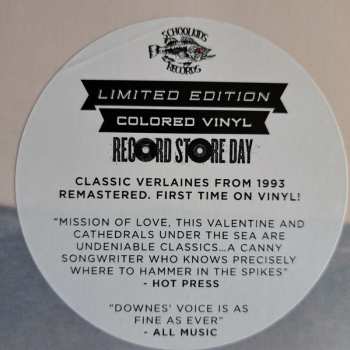 SCHOOLKIDS
RECORDS
LIMITED EDITION
COLORED VINYL
RECORD STORE DAY
CLASSIC VERLAINES FROM 1993
REMASTERED. FIRST TIME ON VINYL!
"MISSION OF LOVE, THIS VALENTINE AND
CATHEDRALS UNDER THE SEA ARE
UNDENIABLE CLASSICS...A CANNY
SONGWRITER WHO KNOWS PRECISELY
WHERE TO HAMMER IN THE SPIKES"
- HOT PRESS
"DOWNES' VOICE IS AS
FINE AS EVER"
- ALL MUSIC